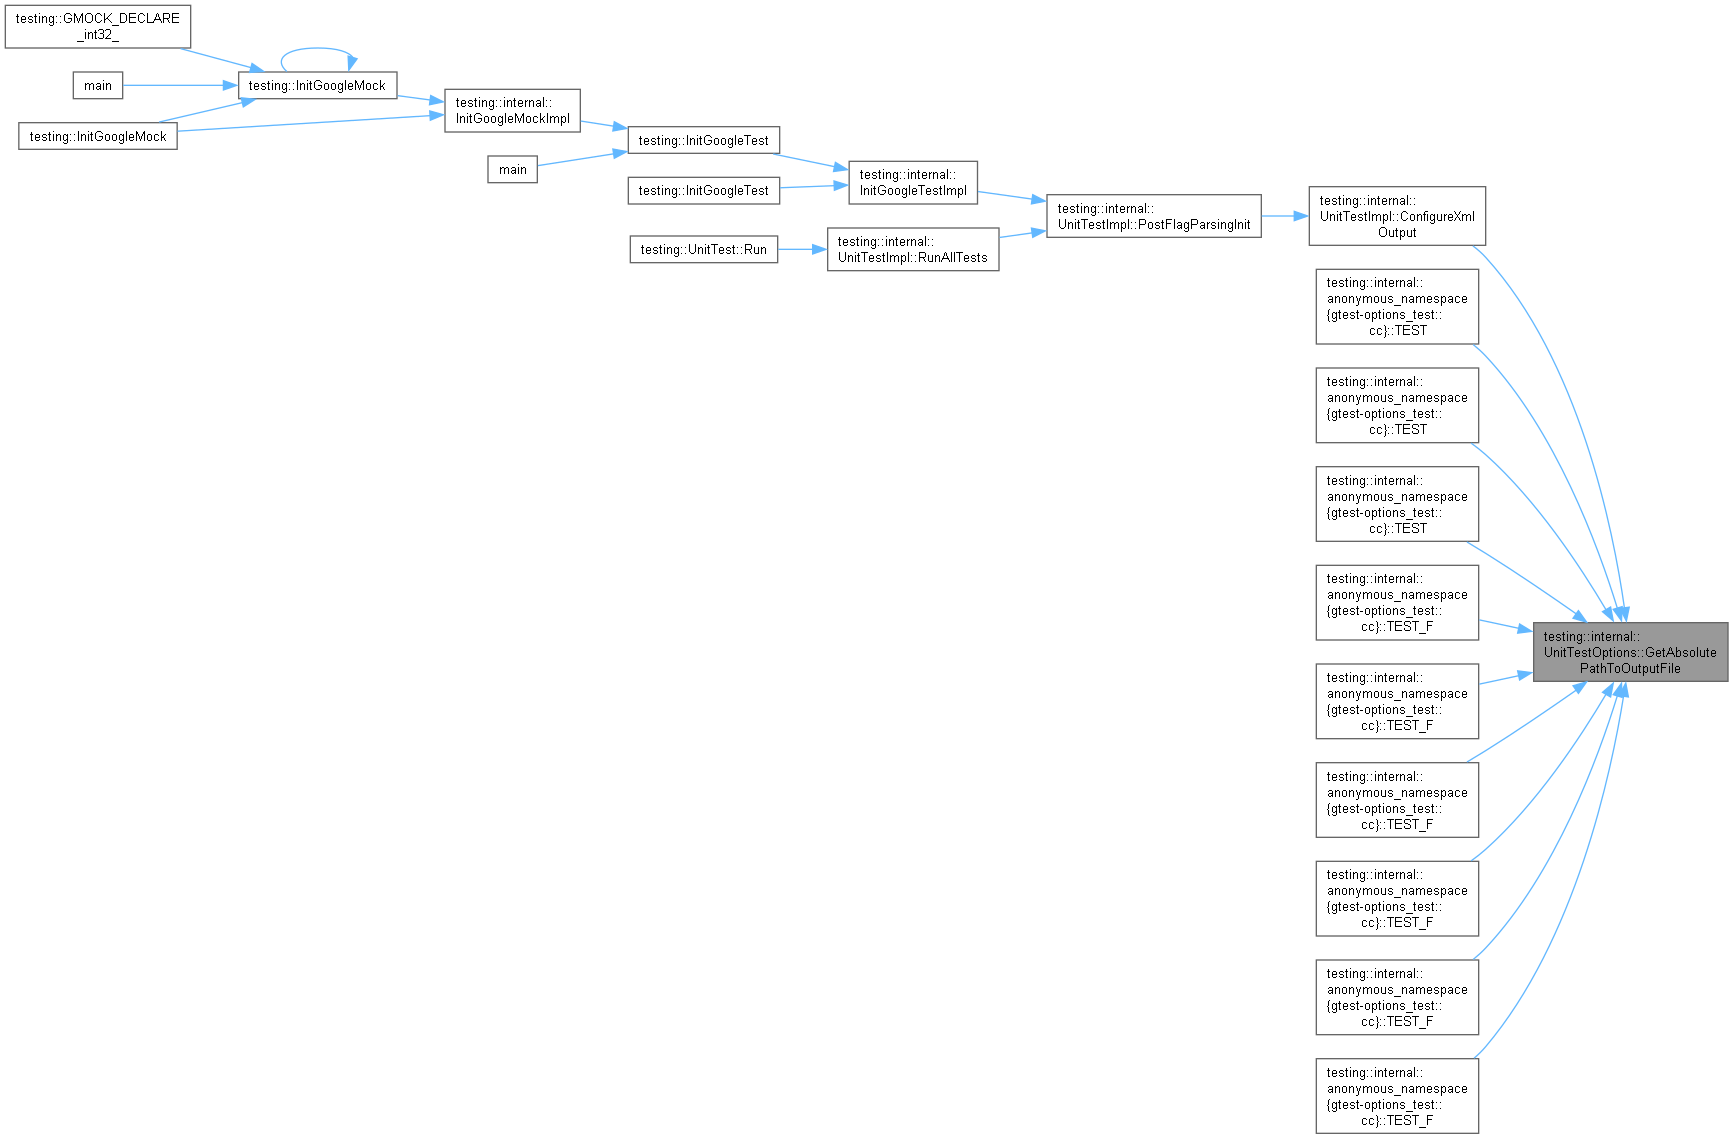 testing::GMOCK_DECLARE
_int32_
main
testing::InitGoogleMock
testing::InitGoogleMock
testing::internal::
InitGoogleMockImpl
testing::InitGoogleTest
main
testing::InitGoogleTest
testing::internal::
InitGoogleTestImpl
testing::UnitTest::Run
testing::internal::
UnitTestImpl::RunAllTests
testing::internal::
UnitTestImpl::PostFlagParsingInit
testing::internal::
UnitTestImpl::ConfigureXml
Output
testing::internal::
anonymous_namespace
{gtest-options_test::
cc}::TEST
testing::internal::
anonymous_namespace
{gtest-options_test::
cc}::TEST
testing::internal::
anonymous_namespace
{gtest-options_test::
cc}::TEST
testing::internal::
anonymous_namespace
{gtest-options_test::
cc}::TEST_F
testing::internal::
anonymous_namespace
{gtest-options_test::
cc}::TEST_F
testing::internal::
anonymous_namespace
{gtest-options_test::
cc}::TEST_F
testing::internal::
anonymous_namespace
{gtest-options_test::
cc}::TEST_F
testing::internal::
anonymous_namespace
{gtest-options_test::
cc}::TEST_F
testing::internal::
anonymous_namespace
{gtest-options_test::
cc}::TEST_F
testing::internal::
UnitTestOptions::GetAbsolute
PathToOutputFile